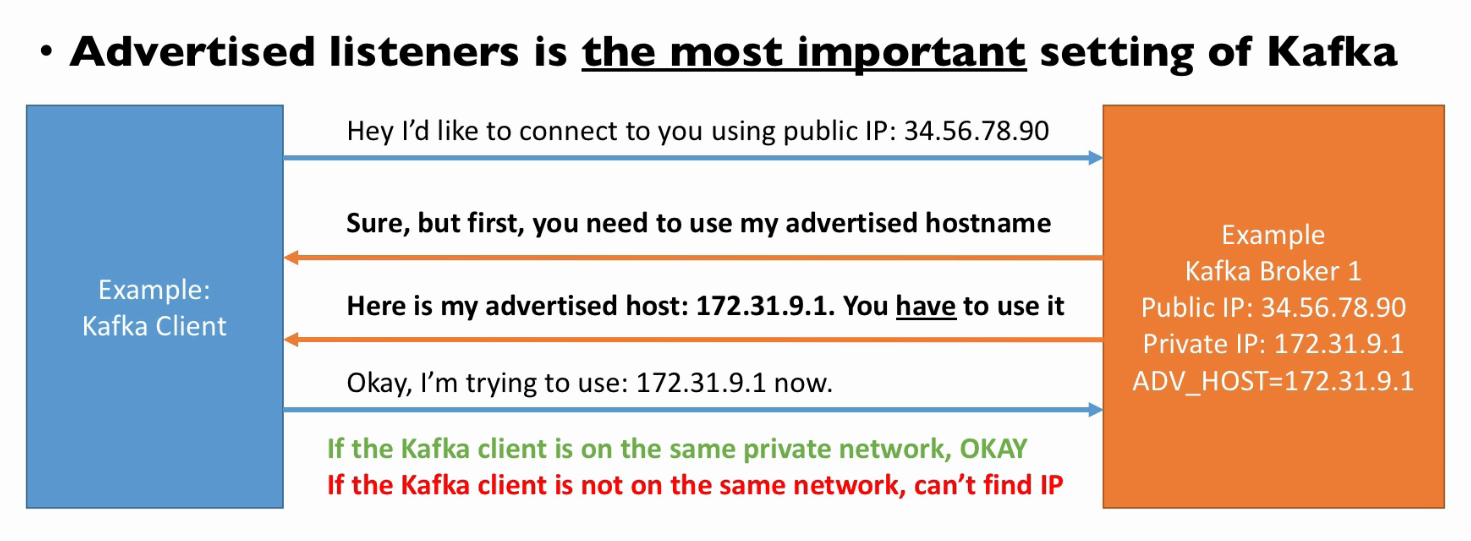 • Advertised listeners is the most important setting of Kafka
Hey I’d like to connect to you using public IP: 34.56.78.90
Sure, but first, you need to use my advertised hostname
Here is my advertised host: 172.31.9.1. You have to use it
Okay, I’m trying to use: 172.31.9.1 now.
If the Kafka client is on the same private network, OKAY
If the Kafka client is not on the same network, can’t find IP
Example:
Kafka Client
Example
Kafka Broker 1
Public IP: 34.56.78.90
Private IP: 172.31.9.1
ADV_HOST=172.31.9.1